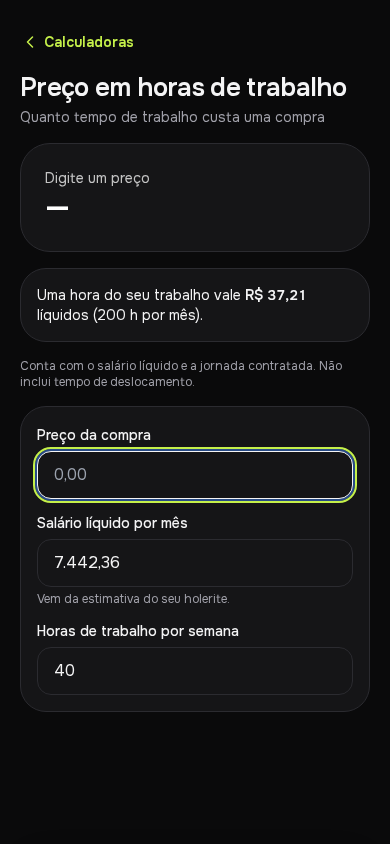 Calculadoras
Preço em horas de trabalho
Quanto tempo de trabalho custa uma compra
Digite um preço
—
Uma hora do seu trabalho vale R$ 37,21
líquidos (200 h por mês).
Conta com o salário líquido e a jornada contratada. Não
inclui tempo de deslocamento.
Preço da compra
0,00
Salário líquido por mês
7.442,36
Vem da estimativa do seu holerite.
Horas de trabalho por semana
40